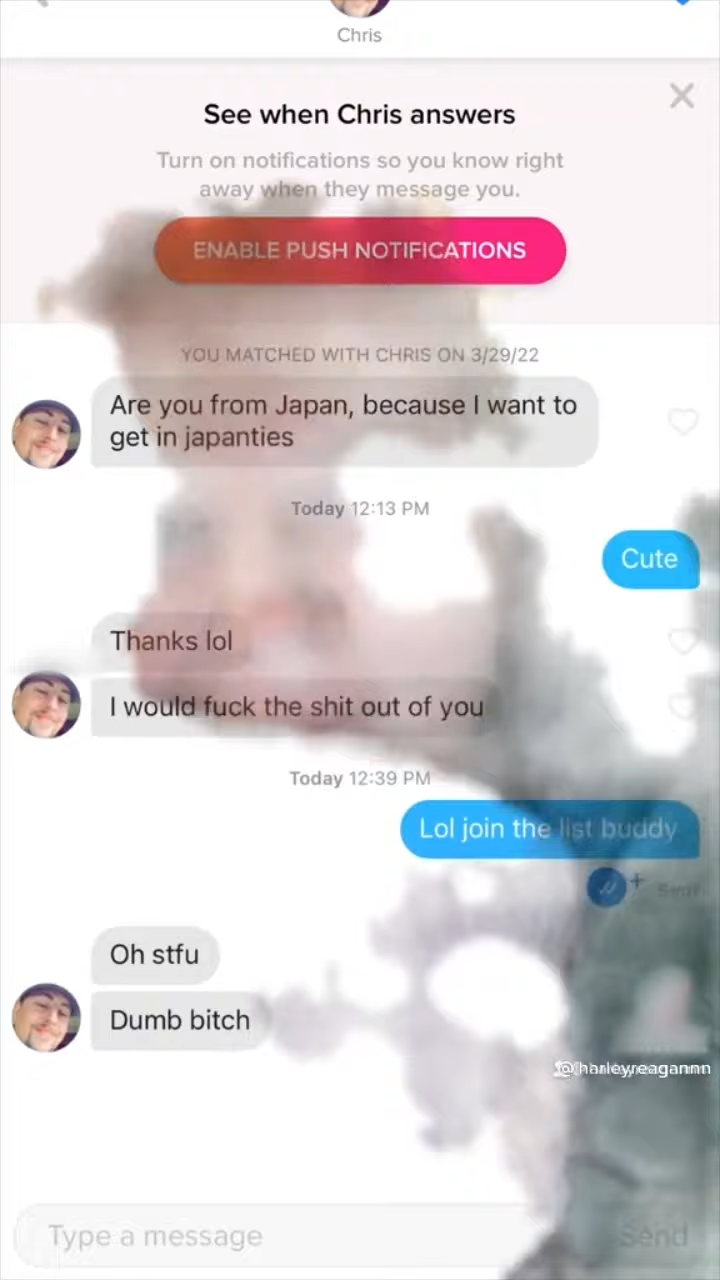 Chris
See when Chris answers
Turn on notifications so you know right
away when they message you.
ENABLE PUSH NOTIFICATIONS
YOU MATCHED WITH CHRIS ON 3/29/22
Are you from Japan, because I want to
get in japanties
Today 12:13 PM
Cute
Thanks lol
I would fuck the shit out of you
Today 12:39 PM
Lol join the list buddy
Sent
Oh stfu
Dumb bitch
@harleyreagannn
Type a message
Send